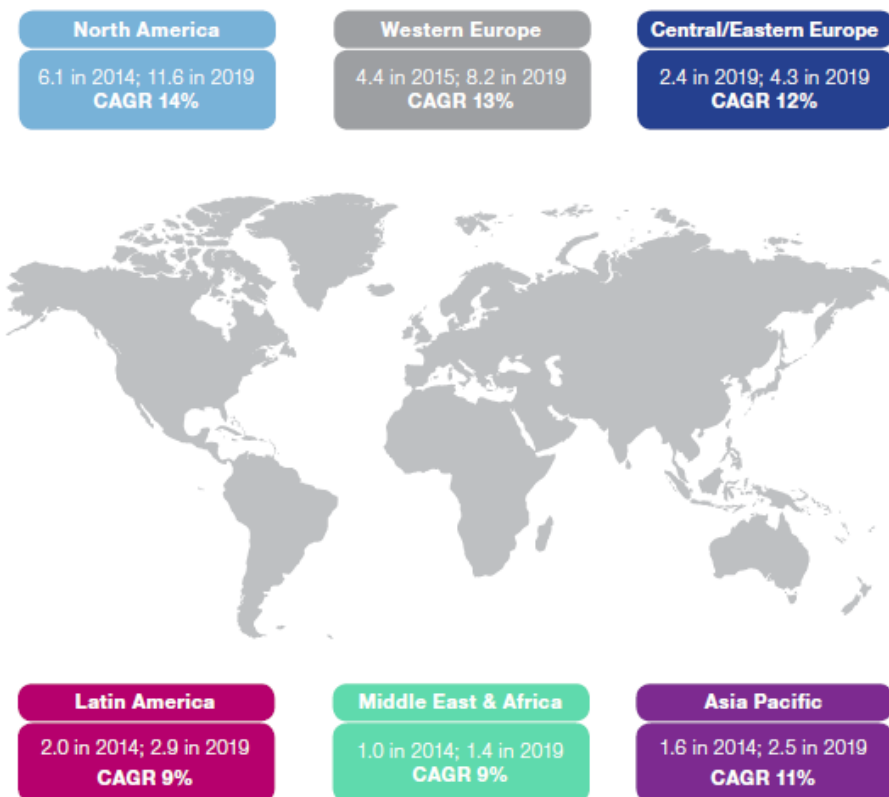 North America
6.1 in 2014; 11.6 in 2019
CAGR 14%
Western Europe
4.4 in 2015; 8.2 in 2019
CAGR 13%
Central/Eastern Europe
2.4 in 2019; 4.3 in 2019
CAGR 12%
Latin America
2.0 in 2014; 2.9 in 2019
CAGR 9%
Middle East & Africa
1.0 in 2014; 1.4 in 2019
CAGR 9%
Asia Pacific
1.6 in 2014; 2.5 in 2019
CAGR 11%